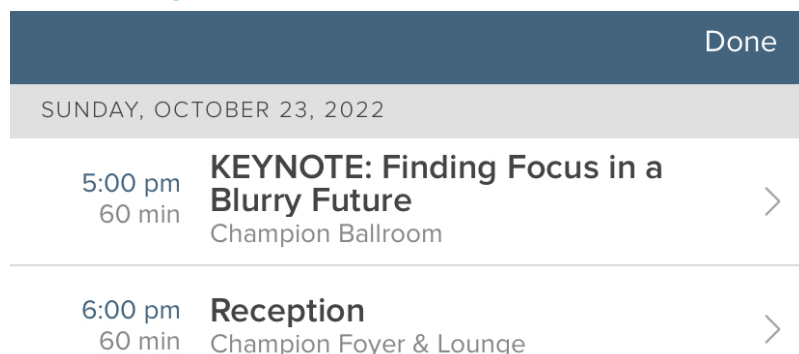 Done
SUNDAY, OCTOBER 23, 2022
5:00 pm
60 min
KEYNOTE: Finding Focus in a
Blurry Future
Champion Ballroom
6:00 pm
60 min
Reception
Champion Foyer & Lounge